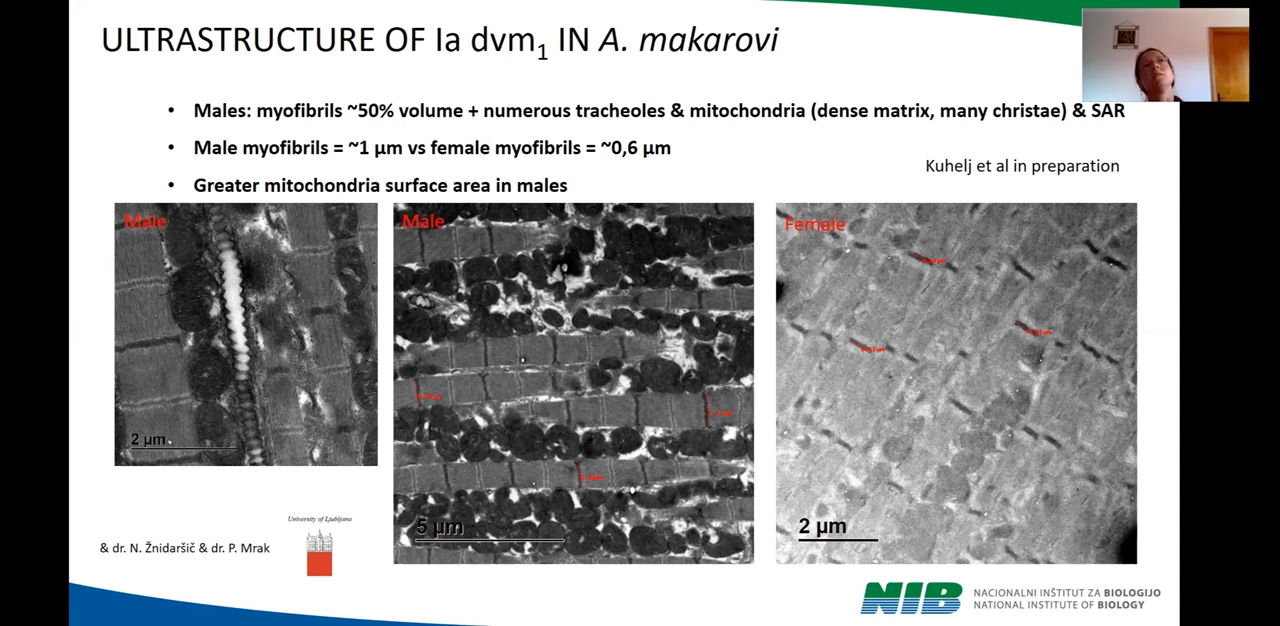 ULTRASTRUCTURE OF Ia dvm₁ IN A. makarovi
• Males: myofibrils ~50% volume + numerous tracheoles & mitochondria (dense matrix, many christae) & SAR
• Male myofibrils = ~1 µm vs female myofibrils = ~0,6 µm
Kuhelj et al in preparation
• Greater mitochondria surface area in males
Male
Male
Female
2 µm
5 µm
2 µm
University of Ljubljana
& dr. N. Žnidaršič & dr. P. Mrak
NIB
NACIONALNI INŠTITUT ZA BIOLOGIJO
NATIONAL INSTITUTE OF BIOLOGY